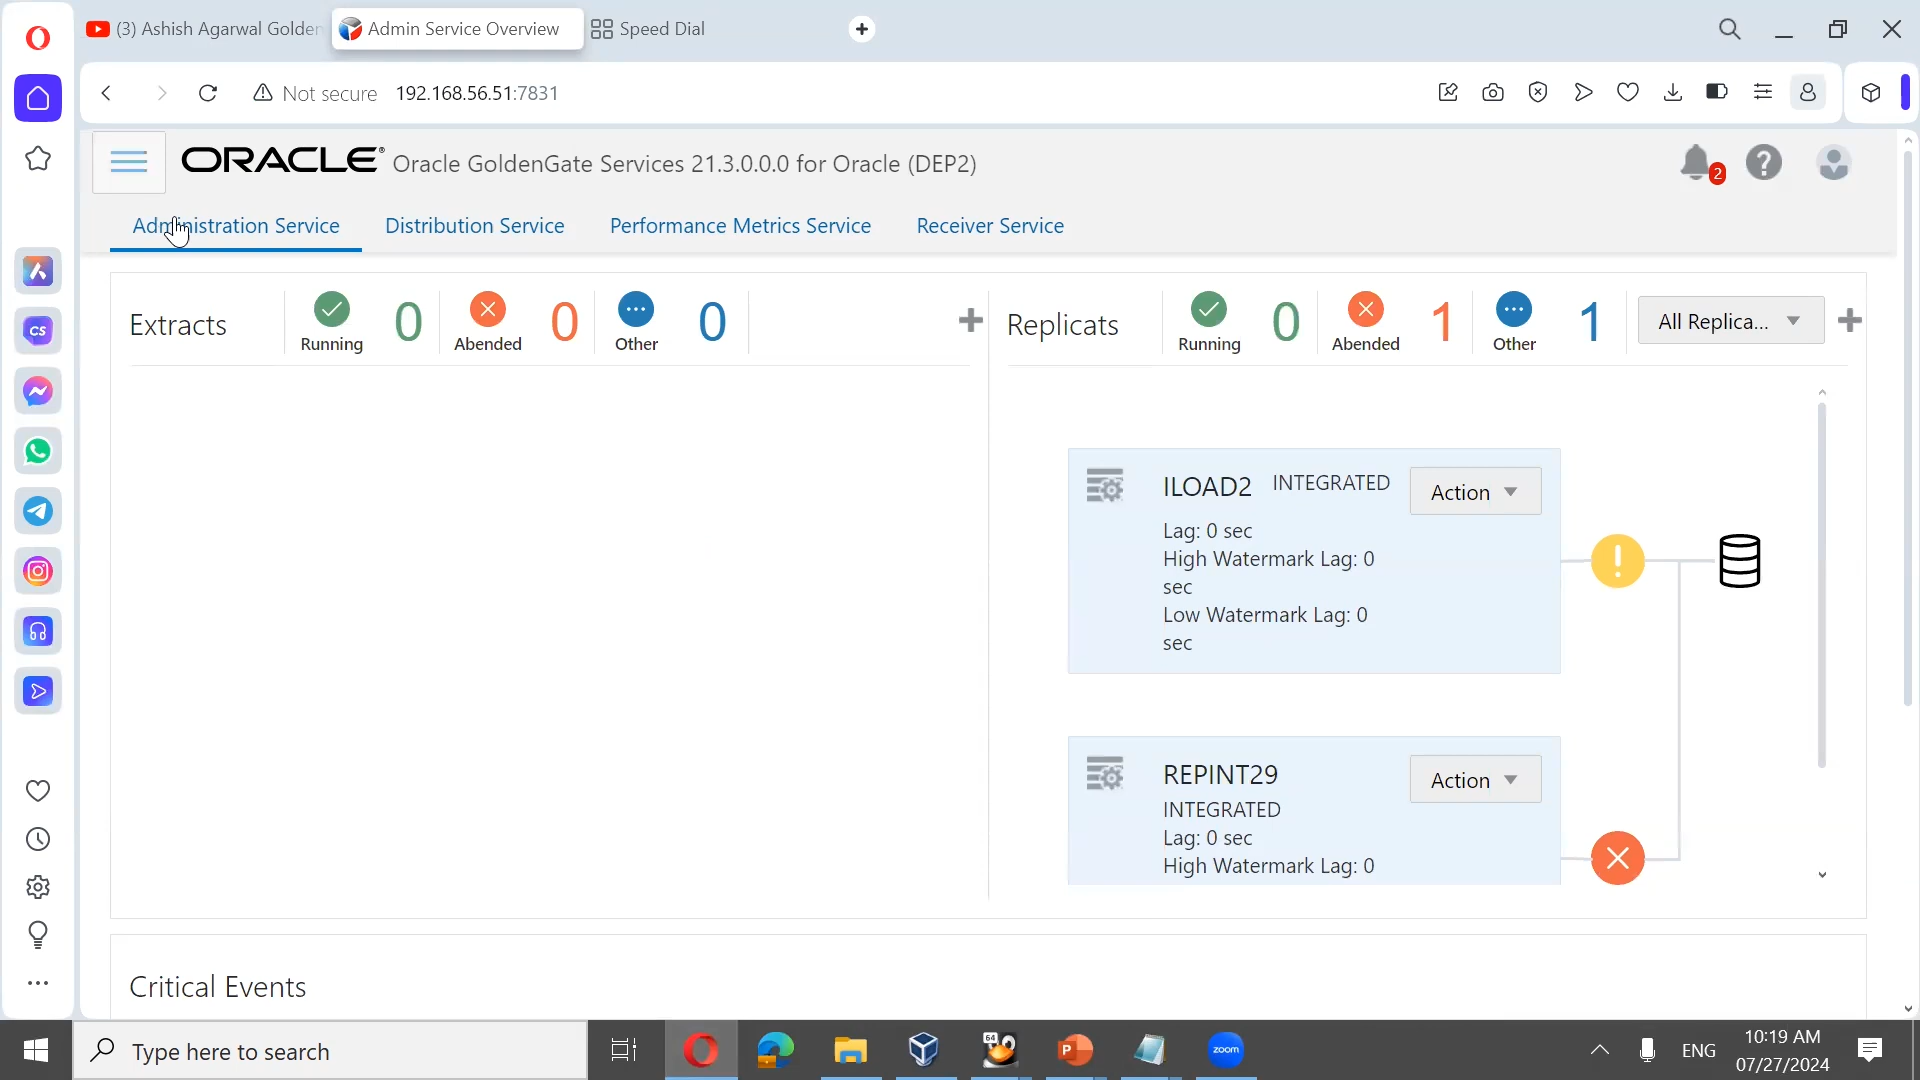 (3) Ashish Agarwal Golden
Admin Service Overview
Speed Dial
Not secure
192.168.56.51:7831
ORACLE® Oracle GoldenGate Services 21.3.0.0.0 for Oracle (DEP2)
2
?
Administration Service
Distribution Service
Performance Metrics Service
Receiver Service
Extracts
Running
0
Abended
0
Other
0
Replicats
Running
0
Abended
1
Other
1
All Replica...
ILOAD2 INTEGRATED
Action
Lag: 0 sec
High Watermark Lag: 0
sec
Low Watermark Lag: 0
sec
REPINT29
Action
INTEGRATED
Lag: 0 sec
High Watermark Lag: 0
CS
Critical Events
Type here to search
64
P
zoom
ENG
10:19 AM
07/27/2024